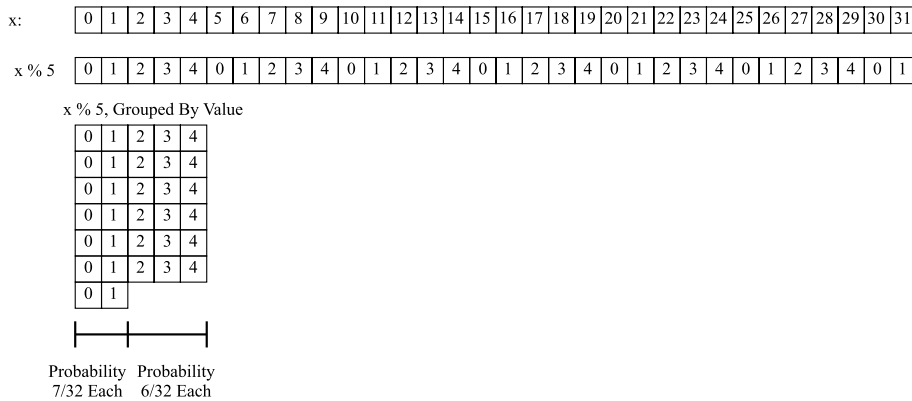 x: 0 1 2 3 4 5 6 7 8 9 10 11 12 13 14 15 16 17 18 19 20 21 22 23 24 25 26 27 28 29 30 31
x % 5 0 1 2 3 4 0 1 2 3 4 0 1 2 3 4 0 1 2 3 4 0 1 2 3 4 0 1 2 3 4 0 1
x % 5, Grouped By Value
0 1 2 3 4
0 1 2 3 4
0 1 2 3 4
0 1 2 3 4
0 1 2 3 4
0 1 2 3 4
0 1
Probability Probability
7/32 Each 6/32 Each